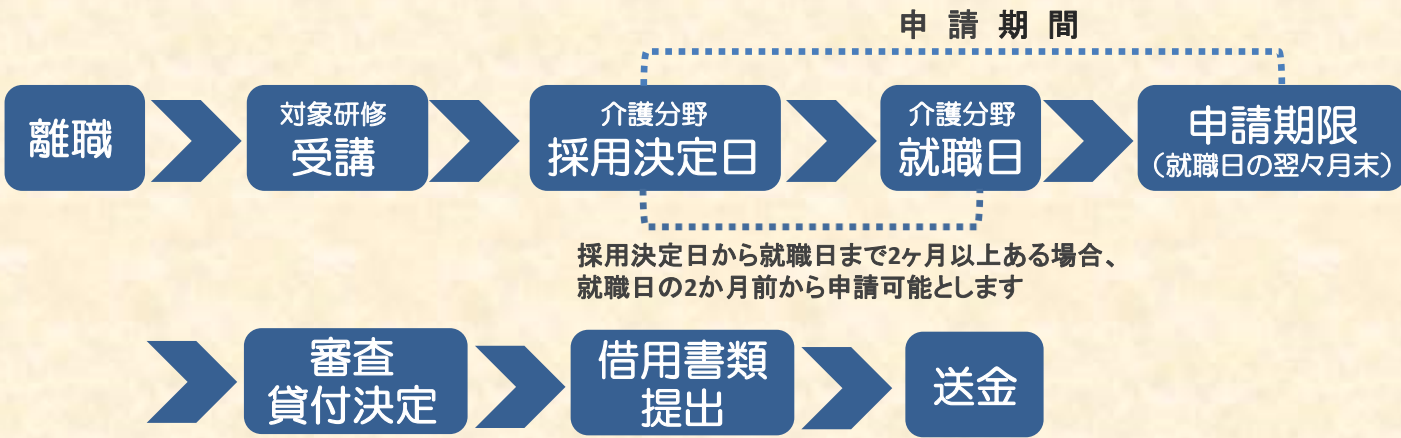 申請期間
離職
対象研修
受講
介護分野
採用決定日
介護分野
就職日
申請期限
（就職日の翌々月末）
採用決定日から就職日まで2ヶ月以上ある場合、
就職日の2か月前から申請可能とします
審査
貸付決定
借用書類
提出
送金